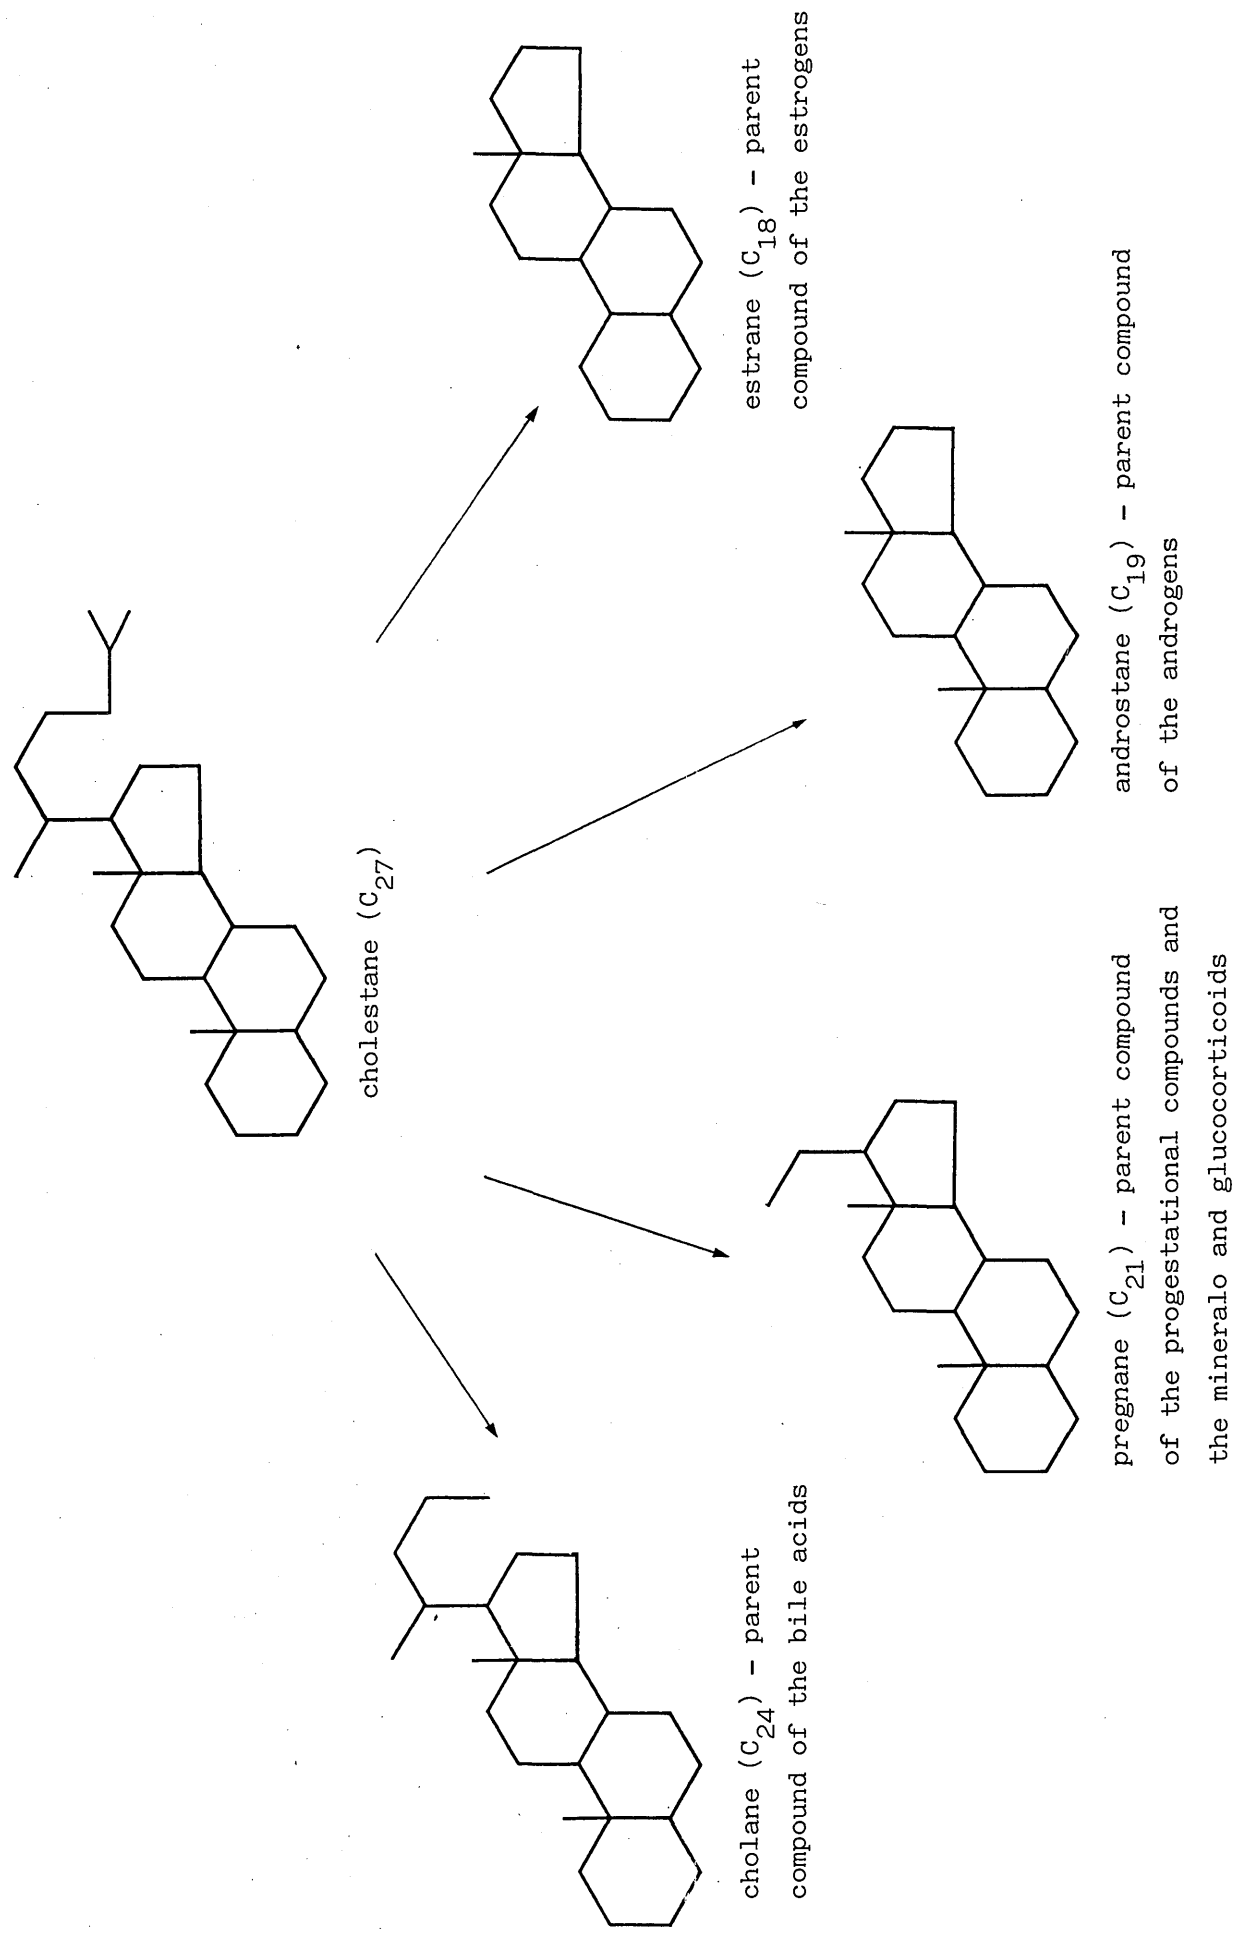 cholestane (C27)
cholane (C24) - parent
compound of the bile acids
pregnane (C21) - parent compound
of the progestational compounds and
the mineralo and glucocorticoids
androstane (C19) - parent compound
of the androgens
estrane (C18) - parent
compound of the estrogens